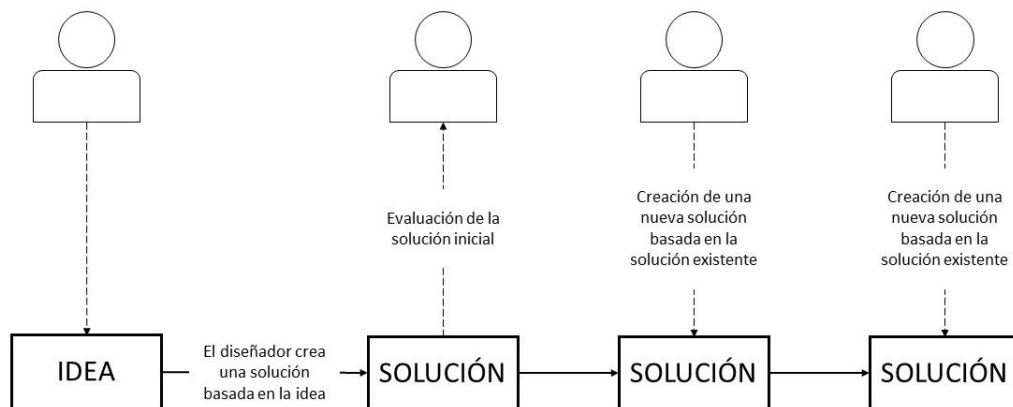 Evaluación de la
solución inicial
Creación de una
nueva solución
basada en la
solución existente
Creación de una
nueva solución
basada en la
solución existente
IDEA
El diseñador crea
una solución
basada en la idea
SOLUCIÓN
SOLUCIÓN
SOLUCIÓN